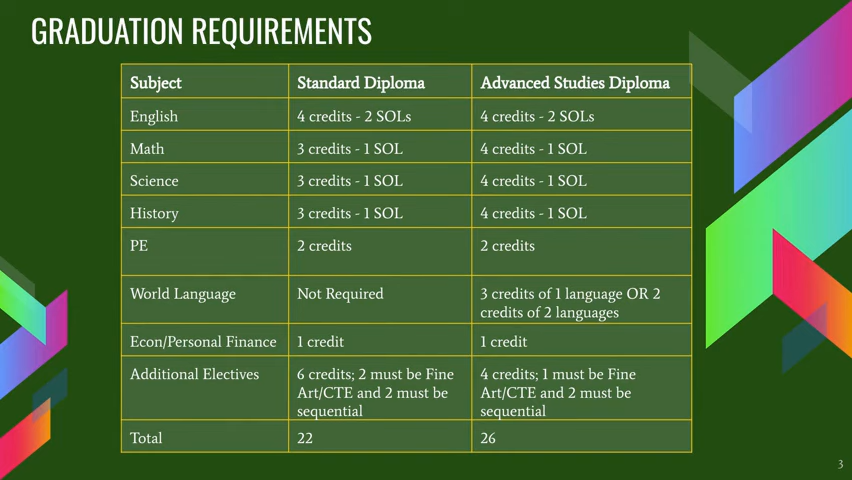 GRADUATION REQUIREMENTS
Subject Standard Diploma Advanced Studies Diploma
English 4 credits - 2 SOLs 4 credits - 2 SOLs
Math 3 credits - 1 SOL 4 credits - 1 SOL
Science 3 credits - 1 SOL 4 credits - 1 SOL
History 3 credits - 1 SOL 4 credits - 1 SOL
PE 2 credits 2 credits
World Language Not Required 3 credits of 1 language OR 2
credits of 2 languages
Econ/Personal Finance 1 credit 1 credit
Additional Electives 6 credits; 2 must be Fine 4 credits; 1 must be Fine
Art/CTE and 2 must be Art/CTE and 2 must be
sequential sequential
Total 22 26
3